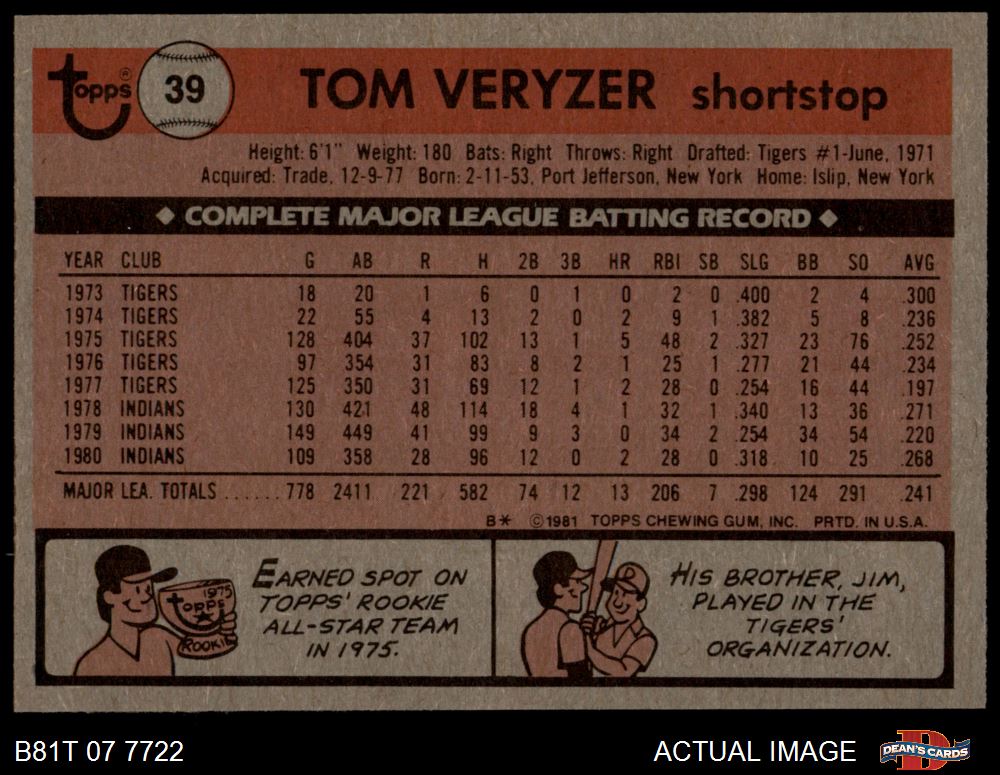 topps® 39 TOM VERYZER shortstop
Height: 6'1" Weight: 180 Bats: Right Throws: Right Drafted: Tigers #1-June, 1971
Acquired: Trade, 12-9-77 Born: 2-11-53, Port Jefferson, New York Home: Islip, New York
◆ COMPLETE MAJOR LEAGUE BATTING RECORD ◆
YEAR CLUB G AB R H 2B 3B HR RBI SB SLG BB SO AVG
1973 TIGERS 18 20 1 6 0 1 0 2 0 .400 2 4 .300
1974 TIGERS 22 55 4 13 2 0 2 9 1 .382 5 8 .236
1975 TIGERS 128 404 37 102 13 1 5 48 2 .327 23 76 .252
1976 TIGERS 97 354 31 83 8 2 1 25 1 .277 21 44 .234
1977 TIGERS 125 350 31 69 12 1 2 28 0 .254 16 44 .197
1978 INDIANS 130 421 48 114 18 4 1 32 1 .340 13 36 .271
1979 INDIANS 149 449 41 99 9 3 0 34 2 .254 34 54 .220
1980 INDIANS 109 358 28 96 12 0 2 28 0 .318 10 25 .268
MAJOR LEA. TOTALS ...... 778 2411 221 582 74 12 13 206 7 .298 124 291 .241
B* ©1981 TOPPS CHEWING GUM, INC. PRTD. IN U.S.A.
1975
topps
ROOKIE
EARNED SPOT ON
TOPPS' ROOKIE
ALL-STAR TEAM
IN 1975.
HIS BROTHER, JIM,
PLAYED IN THE
TIGERS'
ORGANIZATION.
B81T 07 7722 ACTUAL IMAGE DEAN'S CARDS